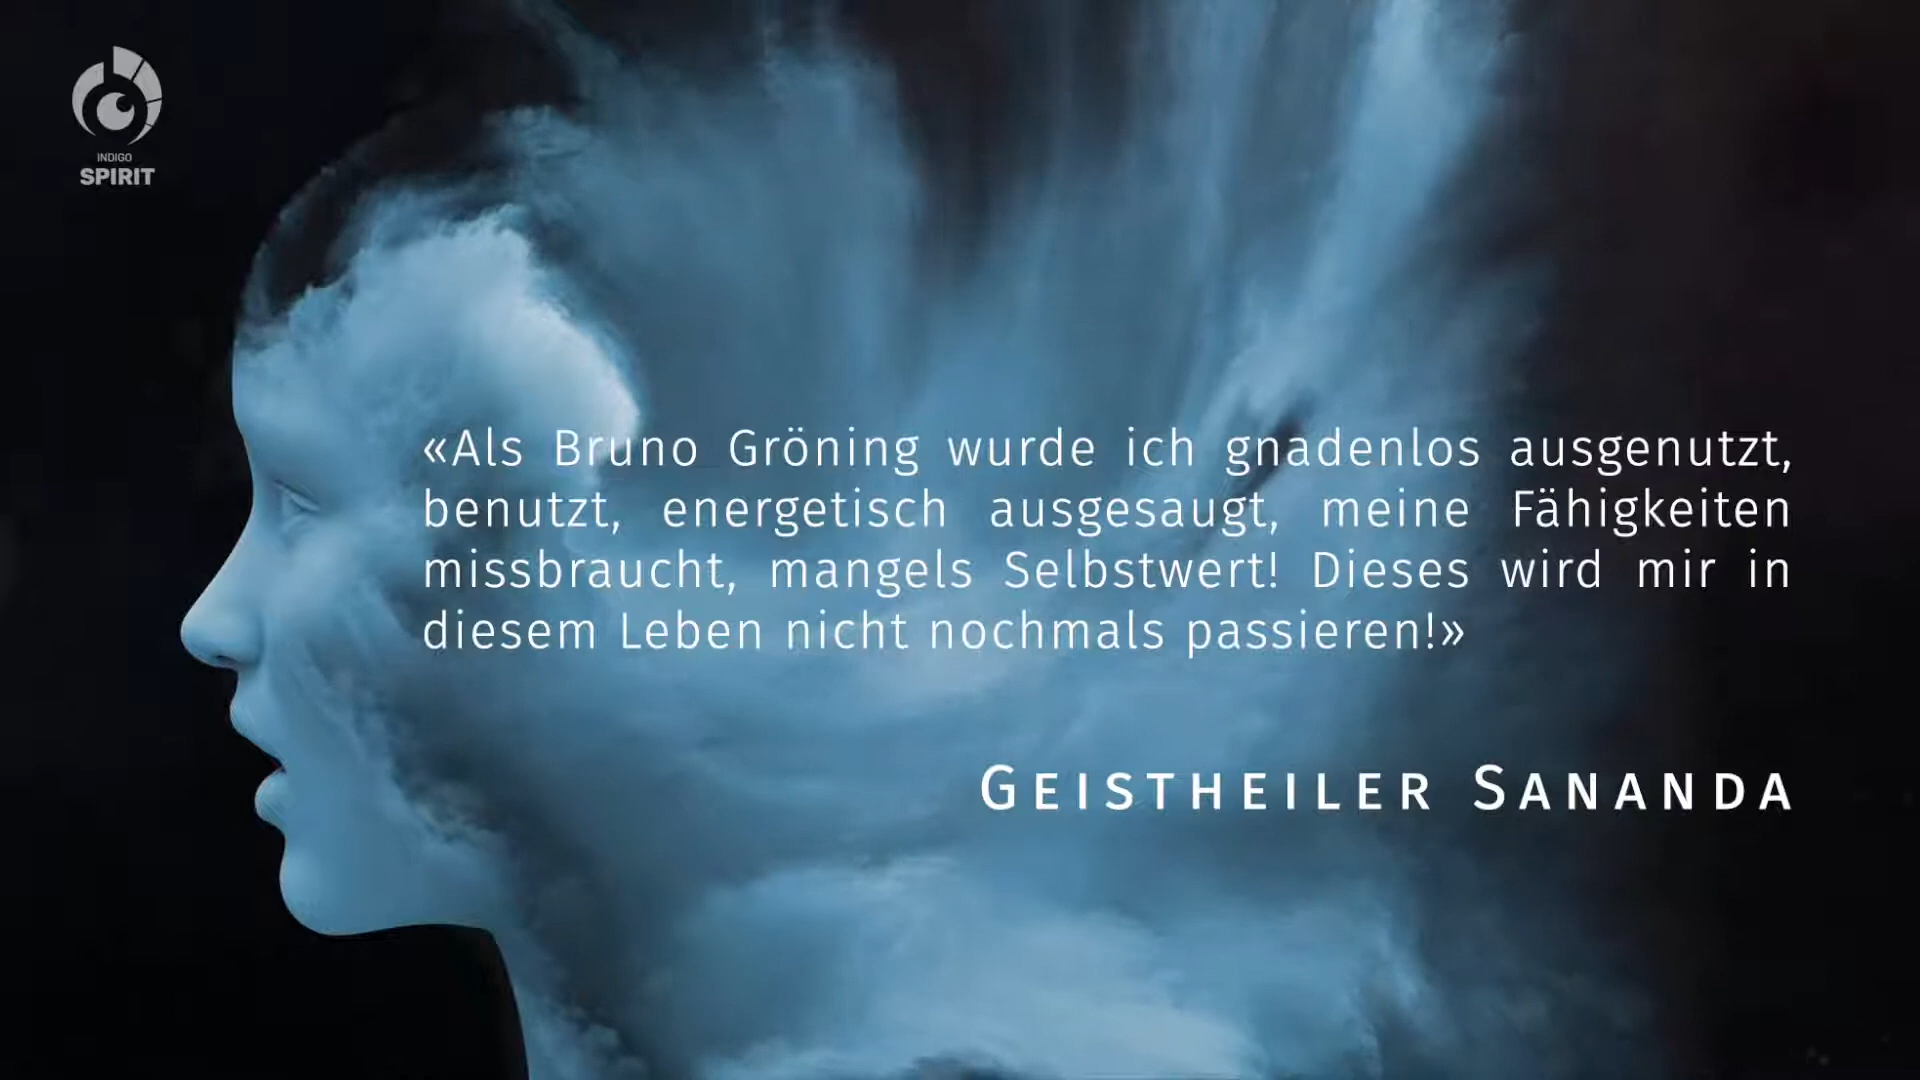 INDIGO
SPIRIT
«Als Bruno Gröning wurde ich gnadenlos ausgenutzt,
benutzt, energetisch ausgesaugt, meine Fähigkeiten
missbraucht, mangels Selbstwert! Dieses wird mir in
diesem Leben nicht nochmals passieren!»
GEISTHEILER SANANDA